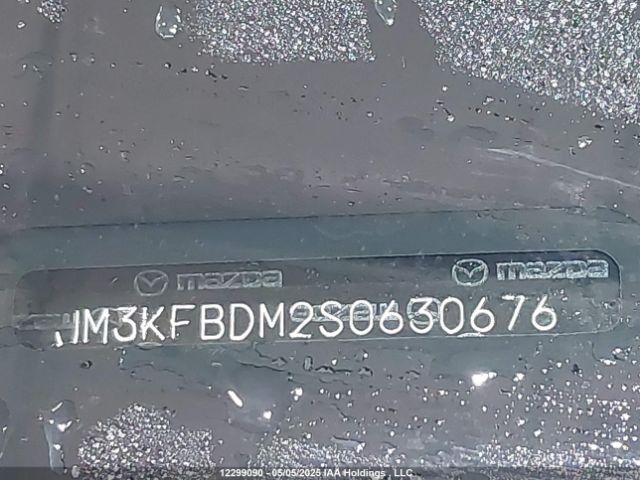 mazda mazda
JM3KFBDM2S0630676
12299090 - 05/05/2025 IAA Holdings, LLC